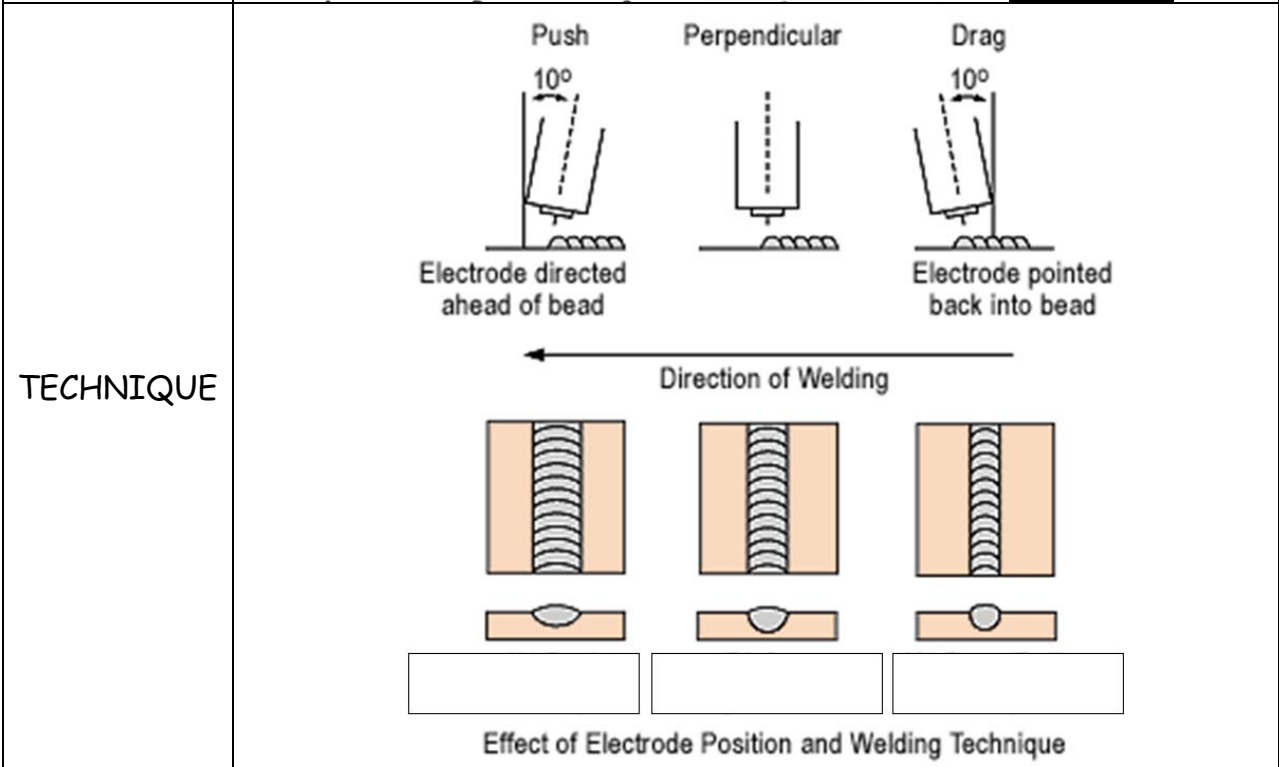 Push Perpendicular Drag
10º 10º
Electrode directed
ahead of bead
Electrode pointed
back into bead
Direction of Welding
TECHNIQUE
Effect of Electrode Position and Welding Technique